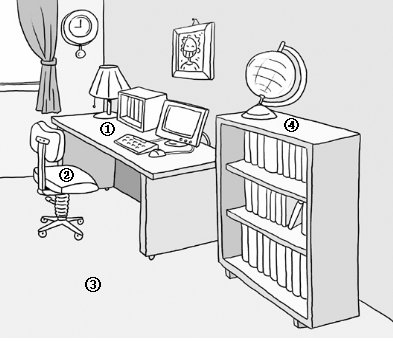 ①
②
③
④